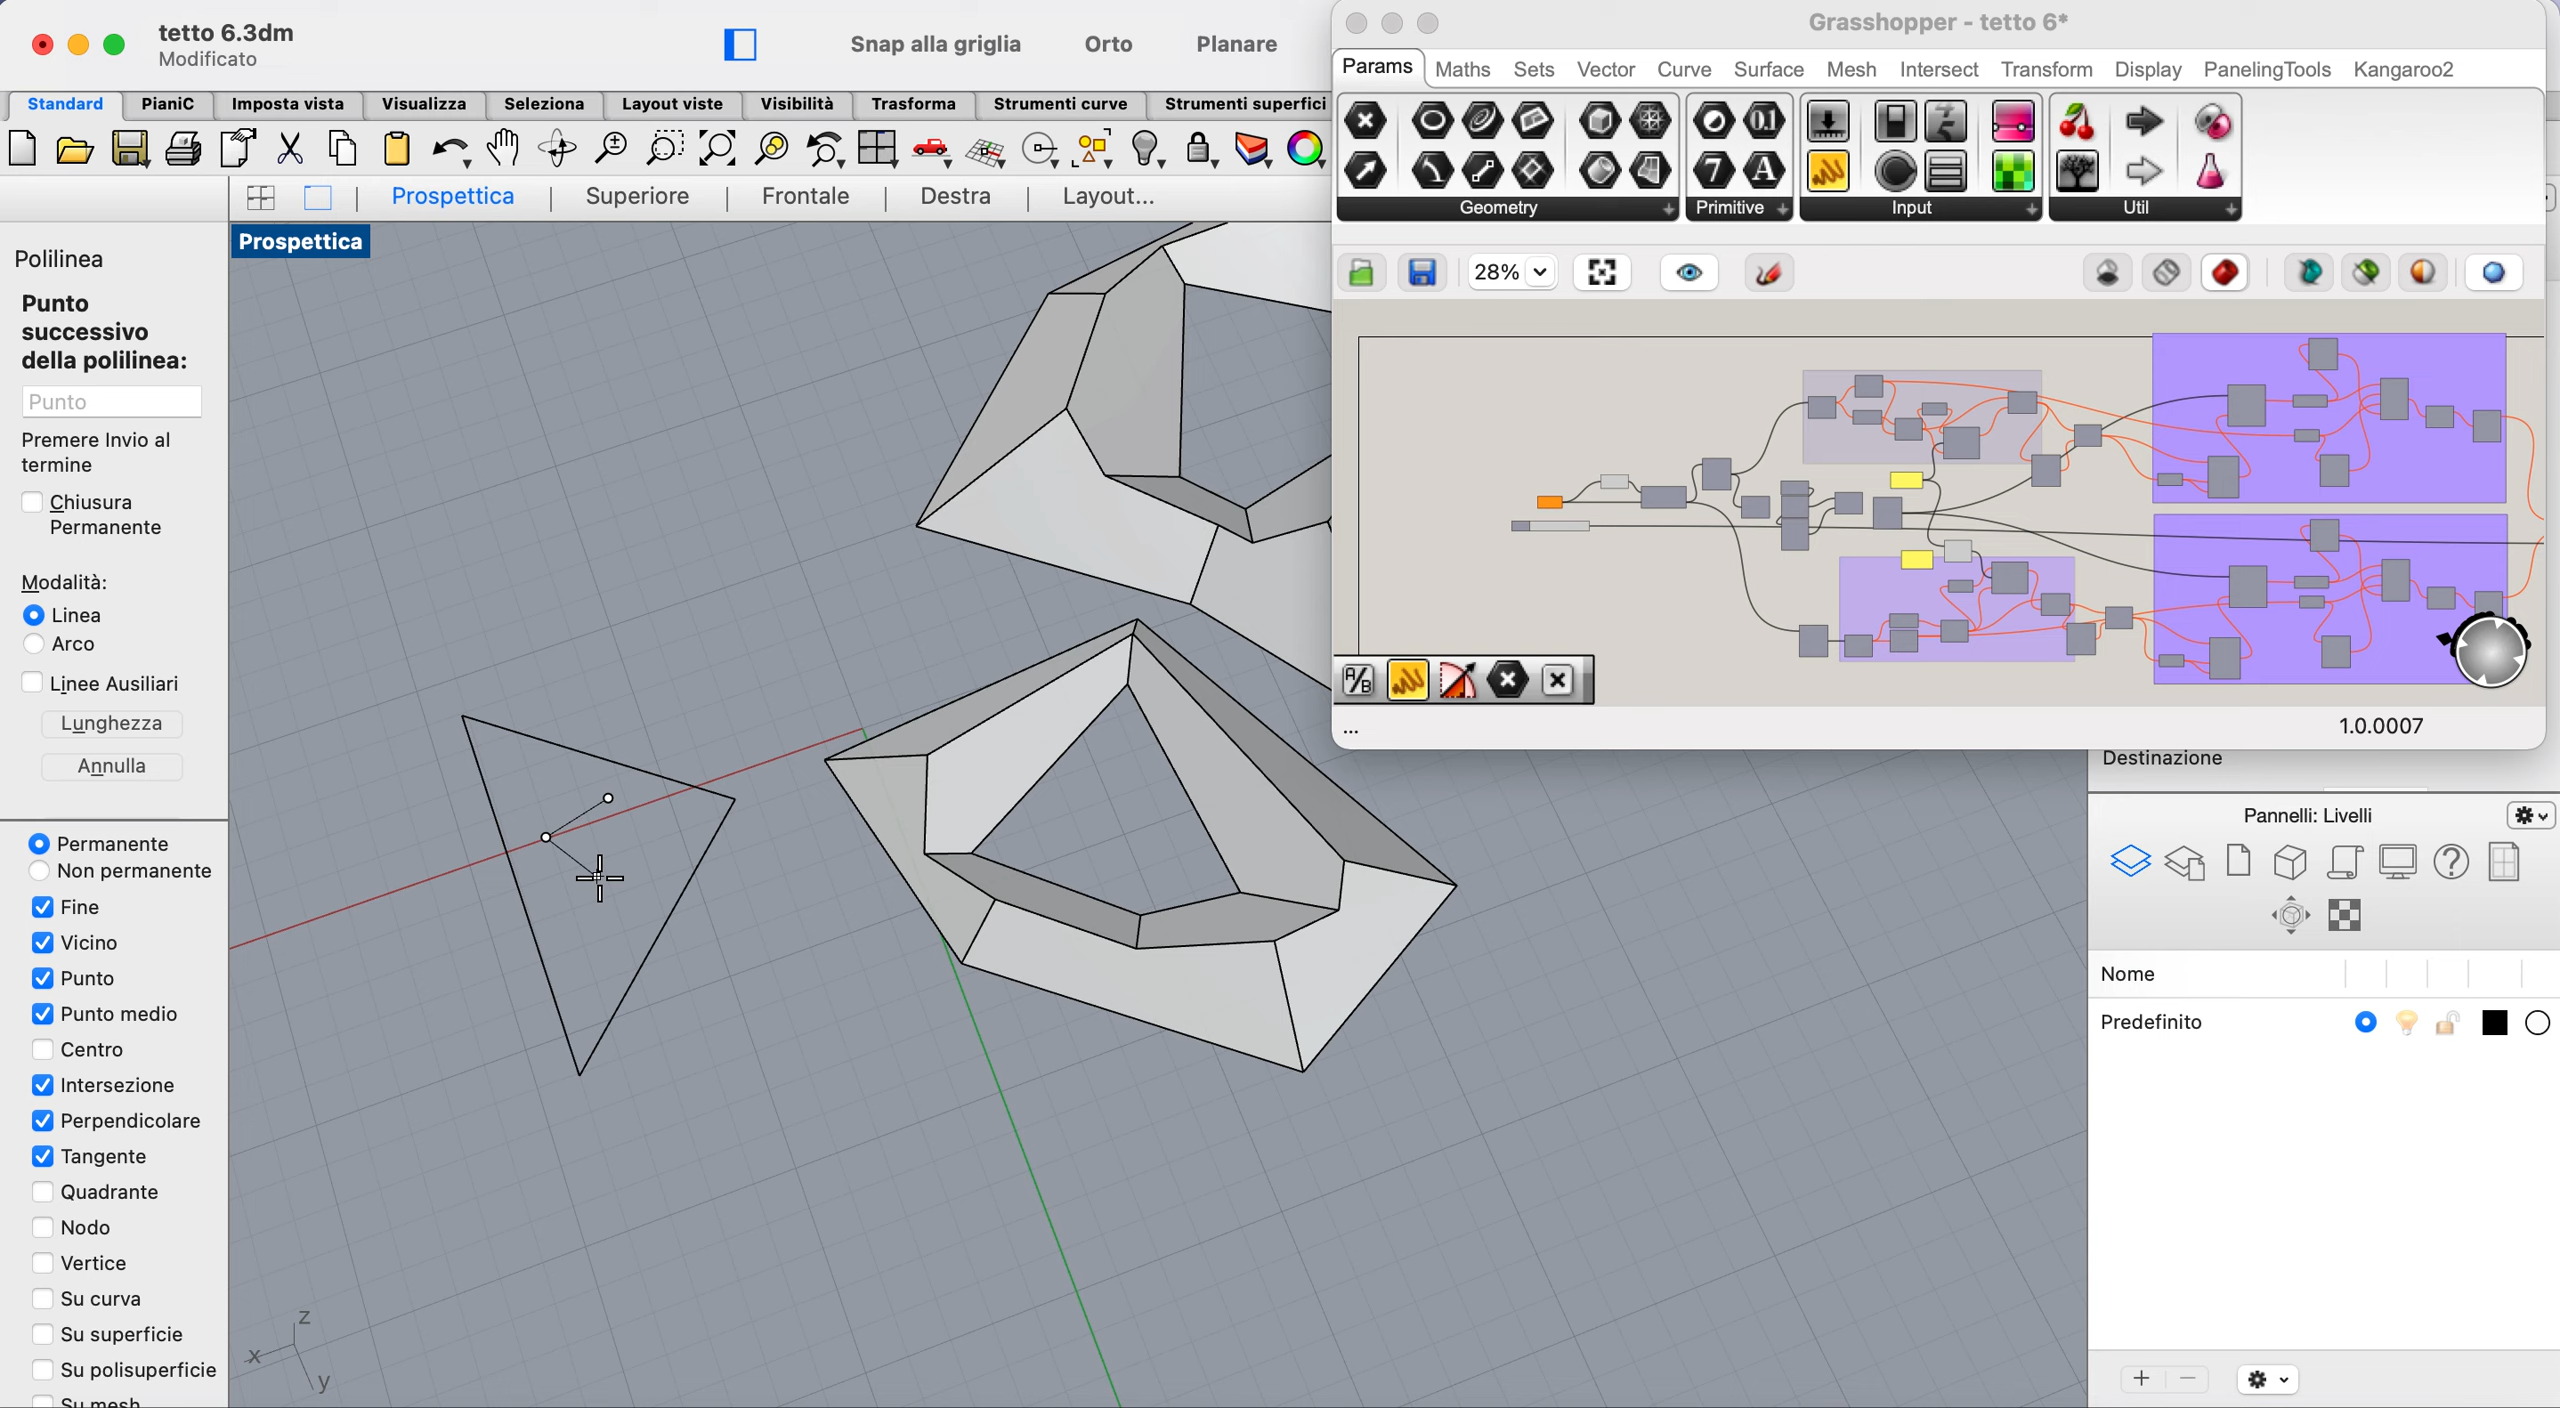 tetto 6.3dm
Modificato
Snap alla griglia
Orto
Planare
Grasshopper - tetto 6*
Params
Maths
Sets
Vector
Curve
Surface
Mesh
Intersect
Transform
Display
PanelingTools
Kangaroo2
Standard
PianiC
Imposta vista
Visualizza
Seleziona
Layout viste
Visibilità
Trasforma
Strumenti curve
Strumenti superfici
Geometry
Primitive
Input
Util
Prospettica
Superiore
Frontale
Destra
Layout...
Prospettica
28%
Polilinea
Punto
successivo
della polilinea:
Punto
Premere Invio al
termine
Chiusura
Permanente
Modalità:
Linea
Arco
Linee Ausiliari
Lunghezza
Annulla
Permanente
Non permanente
Fine
Vicino
Punto
Punto medio
Centro
Intersezione
Perpendicolare
Tangente
Quadrante
Nodo
Vertice
Su curva
Su superficie
Su polisuperficie
Su mesh
z
x
y
A/B
...
1.0.0007
Destinazione
Pannelli: Livelli
Nome
Predefinito